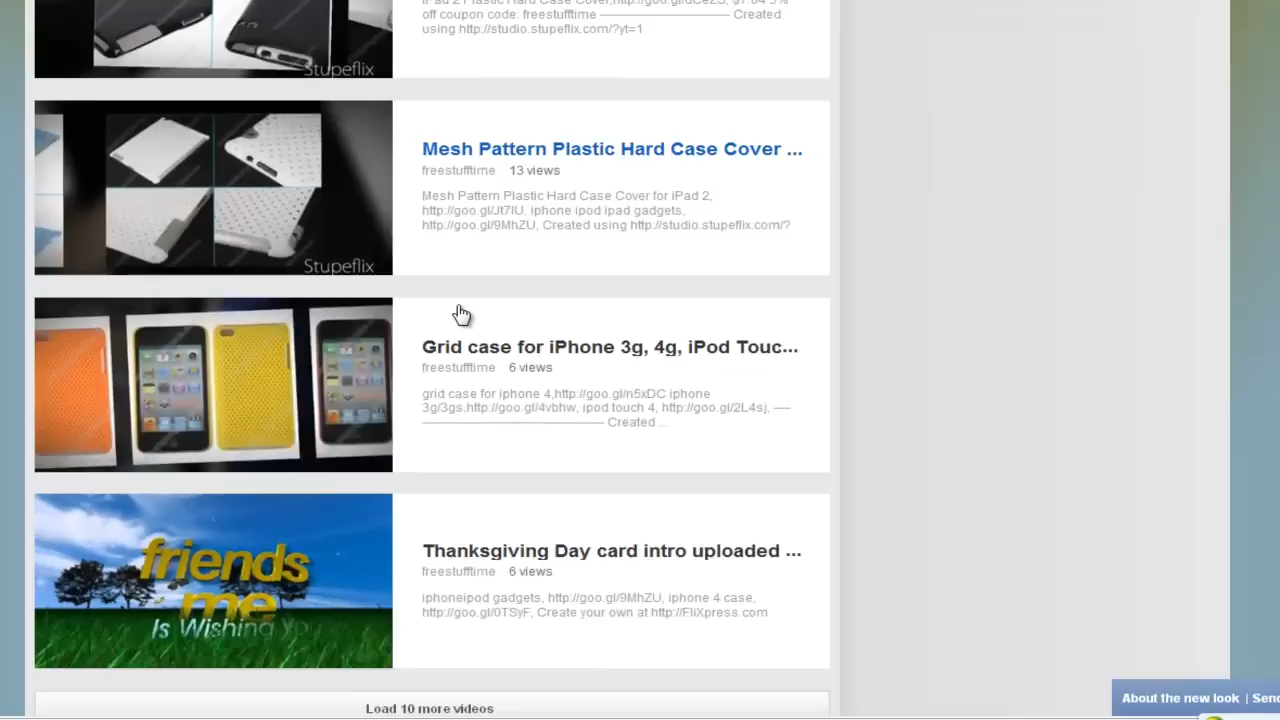 off coupon code: freestufftime ------------------------------ Created
using http://studio.stupeflix.com/?yt=1
Stupeflix
Mesh Pattern Plastic Hard Case Cover ...
freestufftime 13 views
Mesh Pattern Plastic Hard Case Cover for iPad 2,
http://goo.gl/Jt7IU, iphone ipod ipad gadgets,
http://goo.gl/9MhZU, Created using http://studio.stupeflix.com/?
Stupeflix
Grid case for iPhone 3g, 4g, iPod Touc...
freestufftime 6 views
grid case for iphone 4,http://goo.gl/n5xDC iphone
3g/3gs,http://goo.gl/4vbhw, ipod touch 4, http://goo.gl/2L4sj, ----
------------------------------------------ Created ...
friends
me
Is Wishing You
Thanksgiving Day card intro uploaded ...
freestufftime 6 views
iphoneipod gadgets, http://goo.gl/9MhZU, iphone 4 case,
http://goo.gl/0TSyF, Create your own at http://FliXpress.com
Load 10 more videos
About the new look | Send